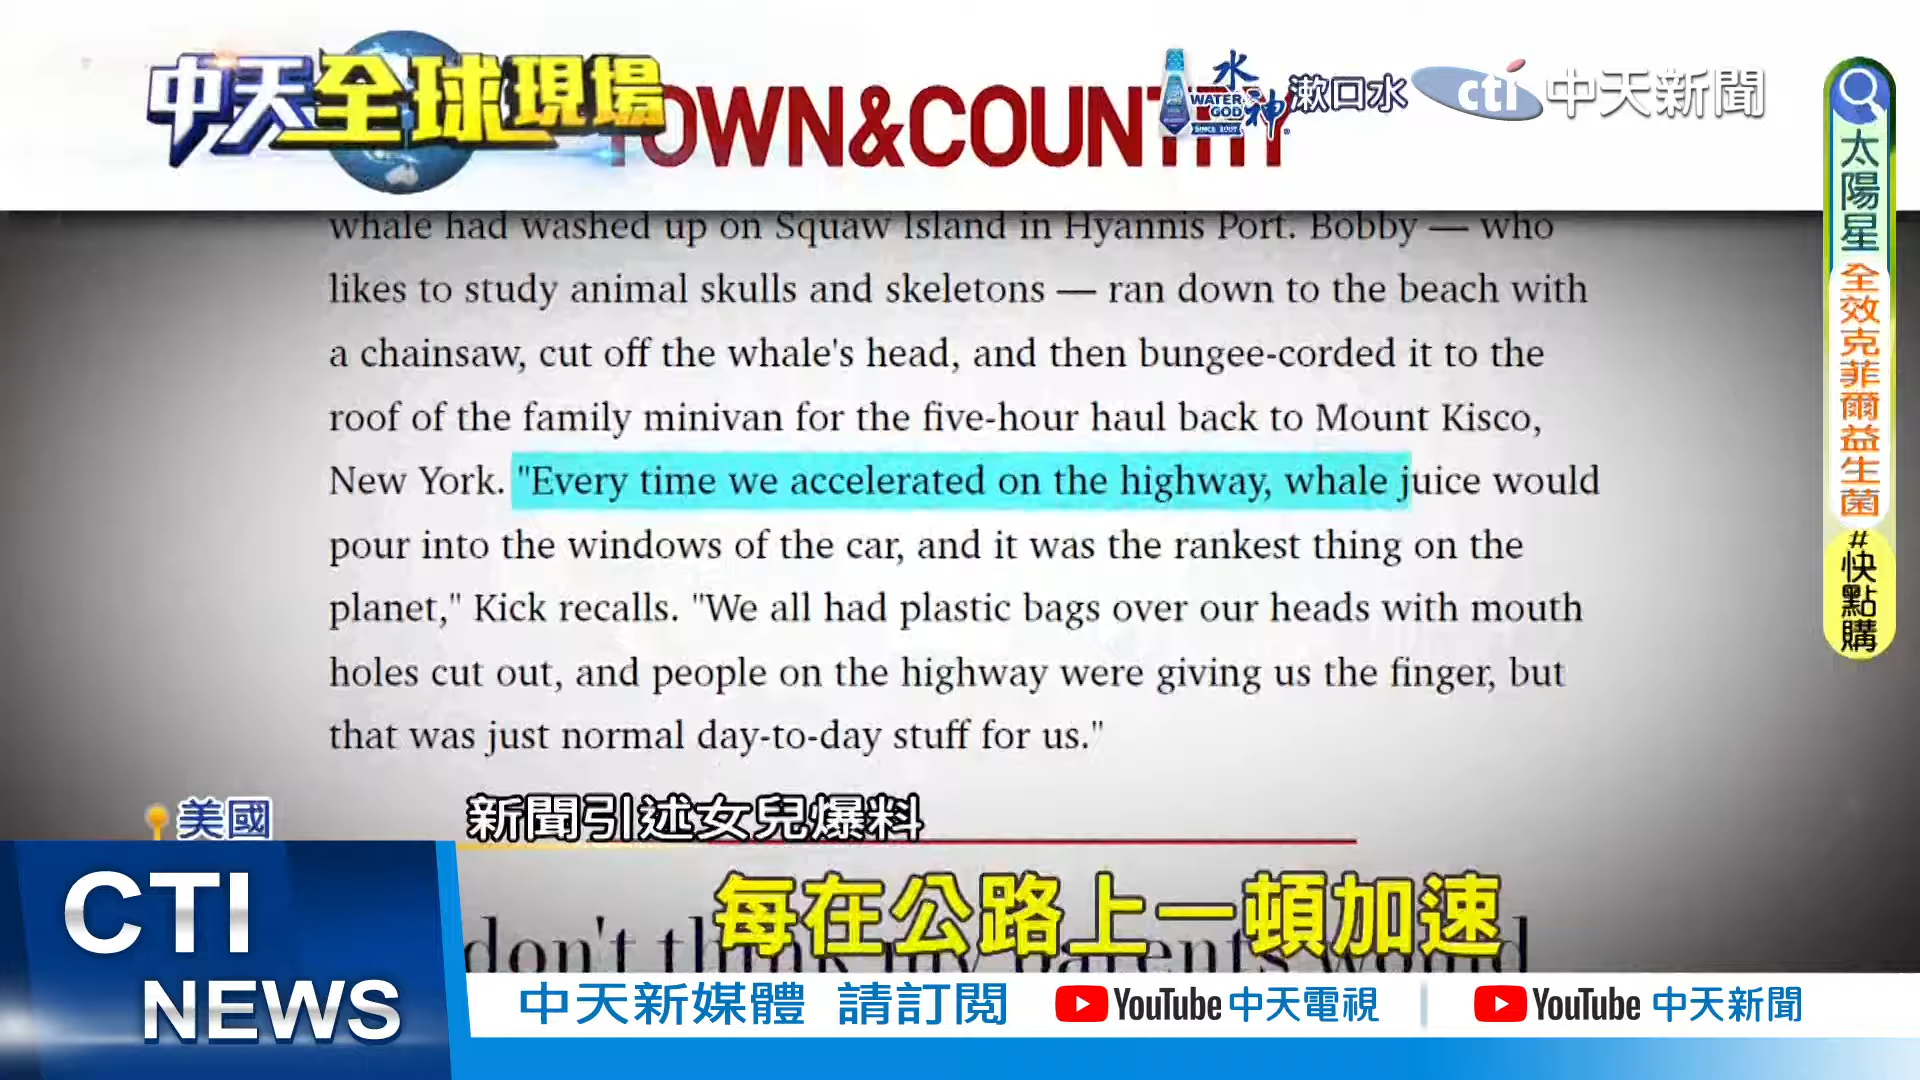 中天全球現場
TOWN&COUNTRY
水神
WATER GOD
SINCE 2007
漱口水
cti 中天新聞
太陽星
全效克菲爾益生菌
#快點購
whale had washed up on Squaw Island in Hyannis Port. Bobby — who
likes to study animal skulls and skeletons — ran down to the beach with
a chainsaw, cut off the whale's head, and then bungee-corded it to the
roof of the family minivan for the five-hour haul back to Mount Kisco,
New York. "Every time we accelerated on the highway, whale juice would
pour into the windows of the car, and it was the rankest thing on the
planet," Kick recalls. "We all had plastic bags over our heads with mouth
holes cut out, and people on the highway were giving us the finger, but
that was just normal day-to-day stuff for us."
美國
新聞引述女兒爆料
每在公路上一頓加速
don't think my parents would
CTI
NEWS
中天新媒體 請訂閱 YouTube 中天電視 | YouTube 中天新聞